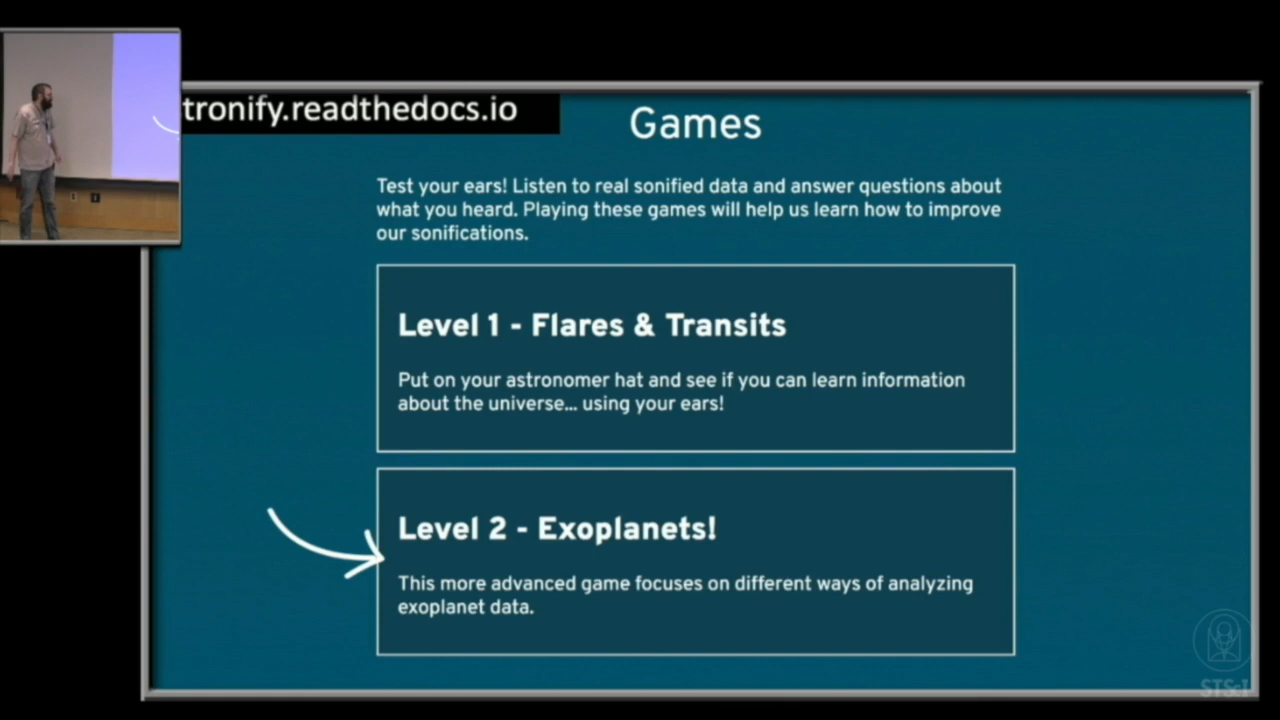 tronify.readthedocs.io
Games
Test your ears! Listen to real sonified data and answer questions about
what you heard. Playing these games will help us learn how to improve
our sonifications.
Level 1 - Flares & Transits
Put on your astronomer hat and see if you can learn information
about the universe... using your ears!
Level 2 - Exoplanets!
This more advanced game focuses on different ways of analyzing
exoplanet data.
STScI